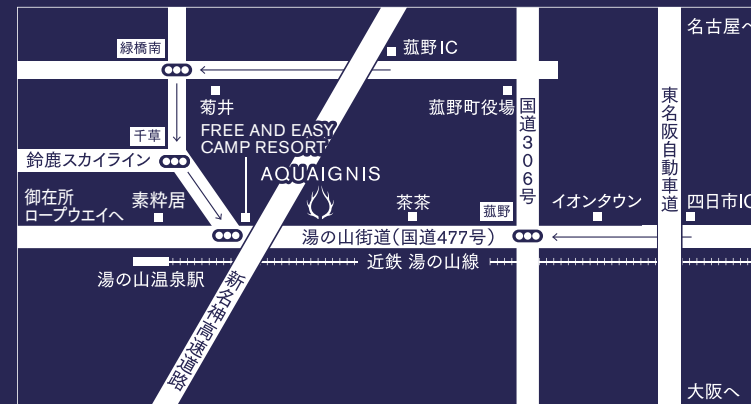 名古屋へ
緑橋南
菰野IC
菊井
菰野町役場
国道306号
東名阪自動車道
千草
FREE AND EASY
CAMP RESORT
鈴鹿スカイライン
AQUAIGNIS
御在所
ロープウエイへ
素粋居
茶茶
菰野
イオンタウン
四日市IC
湯の山街道(国道477号)
近鉄 湯の山線
湯の山温泉駅
新名神高速道路
大阪へ